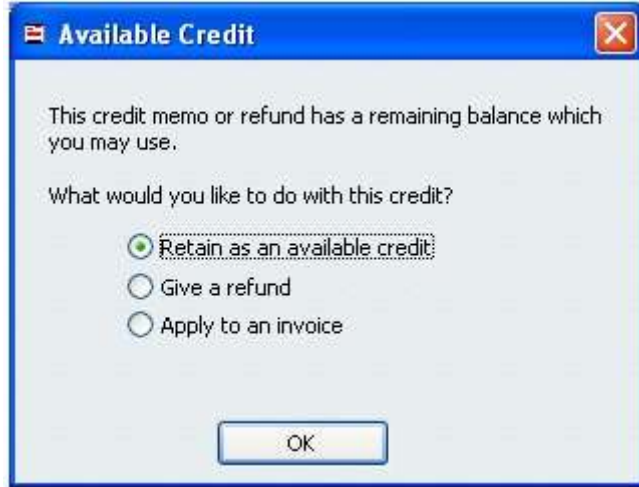 Available Credit
This credit memo or refund has a remaining balance which
you may use.
What would you like to do with this credit?
Retain as an available credit
Give a refund
Apply to an invoice
OK